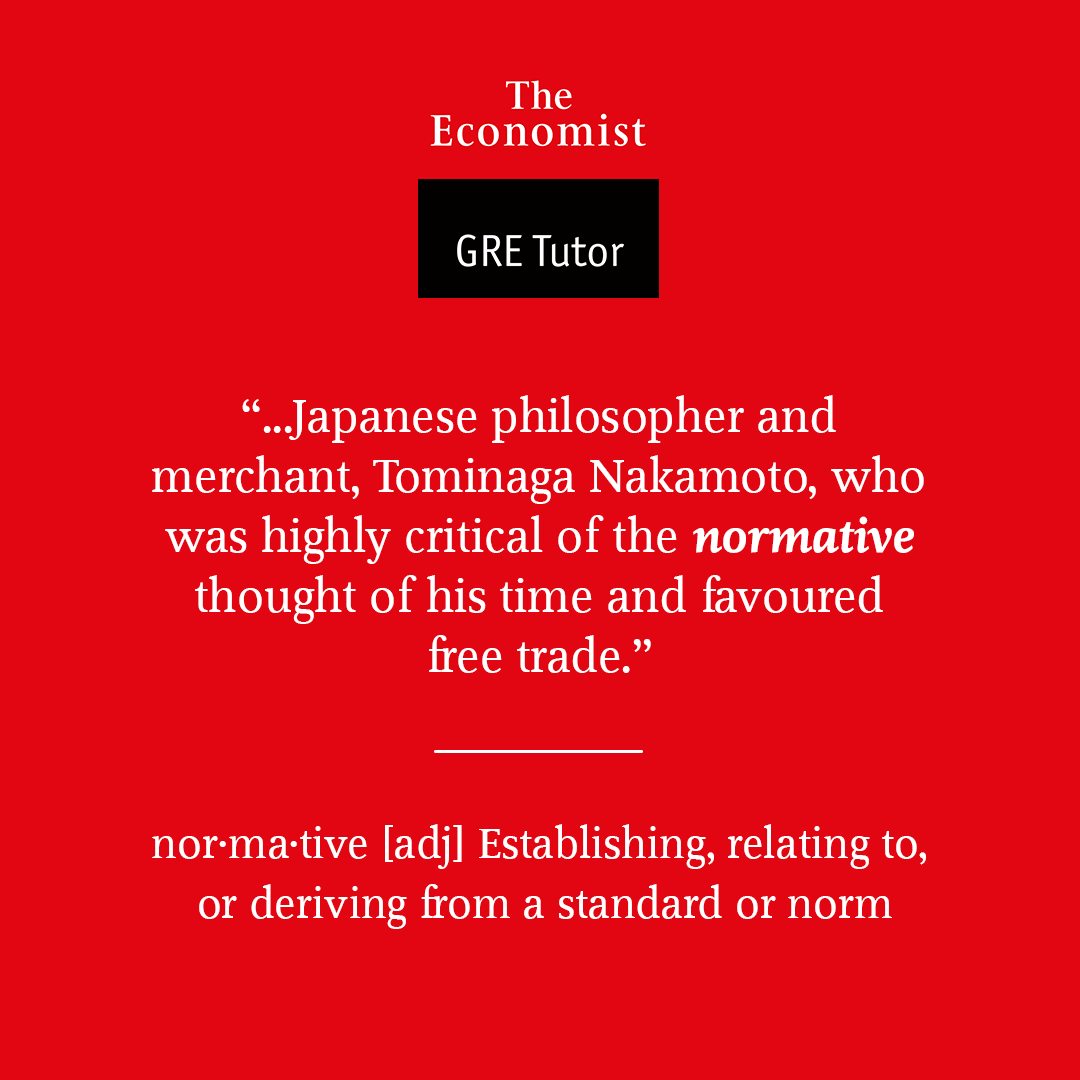 The
Economist
GRE Tutor
“...Japanese philosopher and
merchant, Tominaga Nakamoto, who
was highly critical of the normative
thought of his time and favoured
free trade.”
nor·ma·tive [adj] Establishing, relating to,
or deriving from a standard or norm